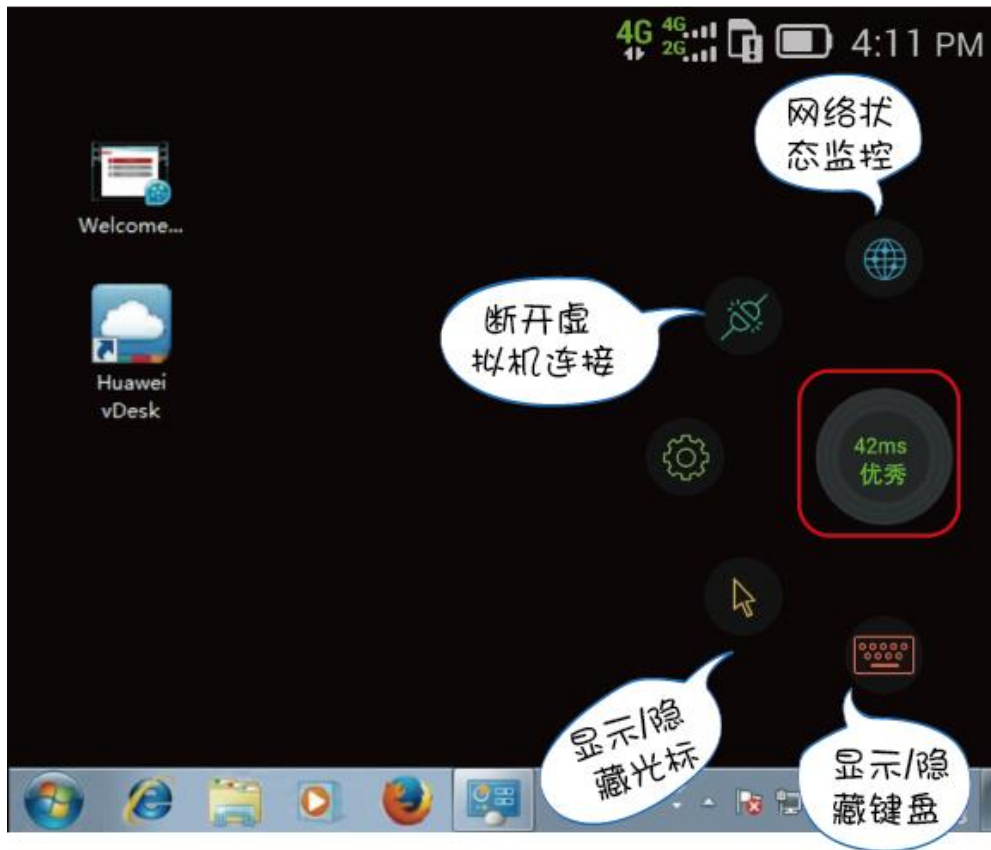 4G 4G 2G 4:11 PM
网络状
态监控
Welcome...
断开虚
拟机连接
Huawei
vDesk
42ms
优秀
显示/隐
藏光标
显示/隐
藏键盘